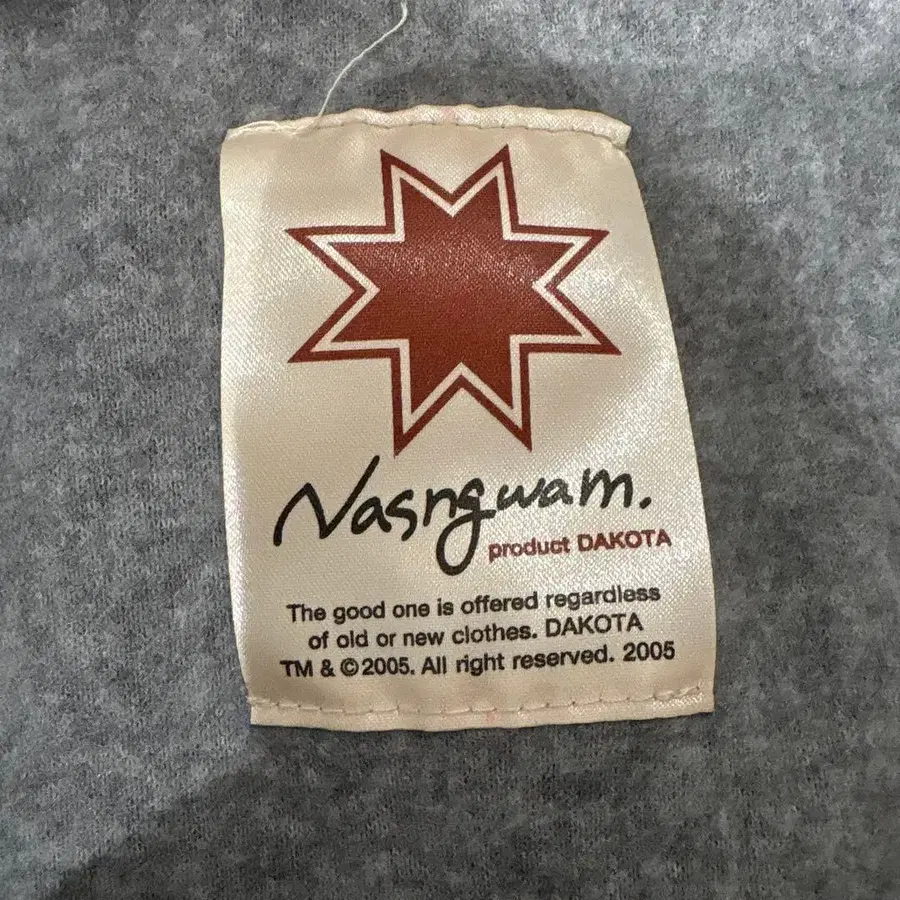 Nasngwam.
product DAKOTA
The good one is offered regardless
of old or new clothes. DAKOTA
TM & © 2005. All right reserved. 2005